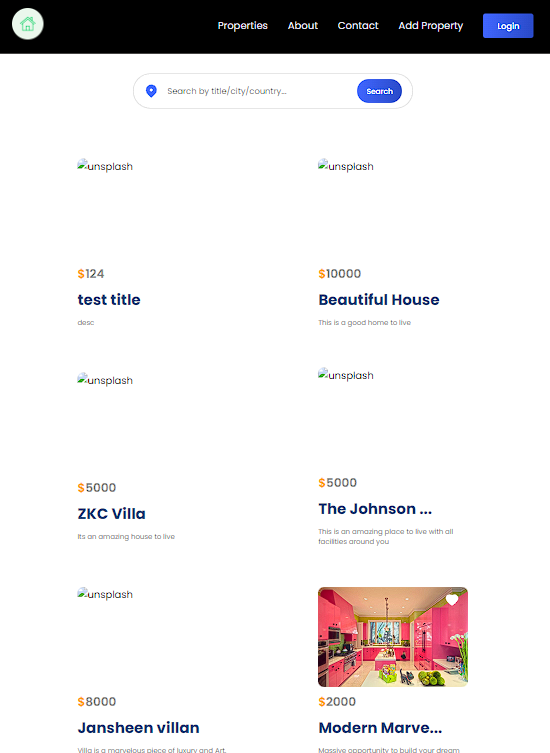 Properties About Contact Add Property Login
Search by title/city/country... Search
unsplash
$124
test title
desc
unsplash
$10000
Beautiful House
This is a good home to live
unsplash
$5000
ZKC Villa
Its an amazing house to live
unsplash
$5000
The Johnson ...
This is an amazing place to live with all
facilities around you
unsplash
$8000
Jansheen villan
Villa is a marvelous piece of luxury and Art.
$2000
Modern Marve...
Massive opportunity to build your dream